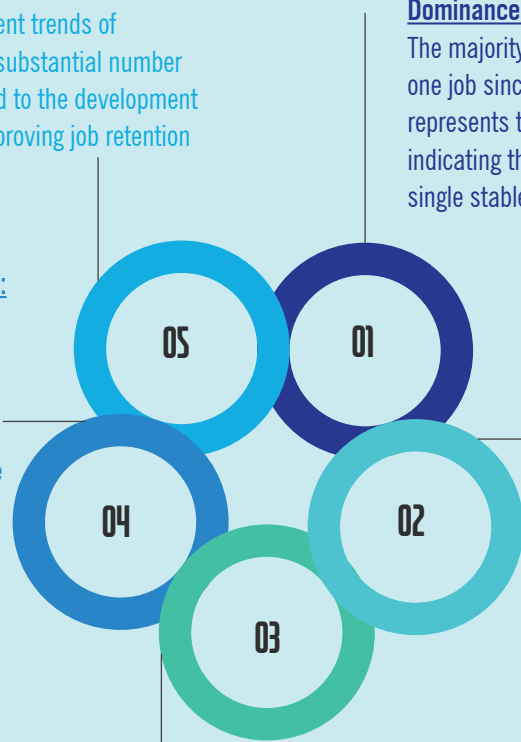 ent trends of
substantial number
d to the development
proving job retention
Dominance
The majority
one job sinc
represents t
indicating th
single stable
:
05
01
04
e
02
03